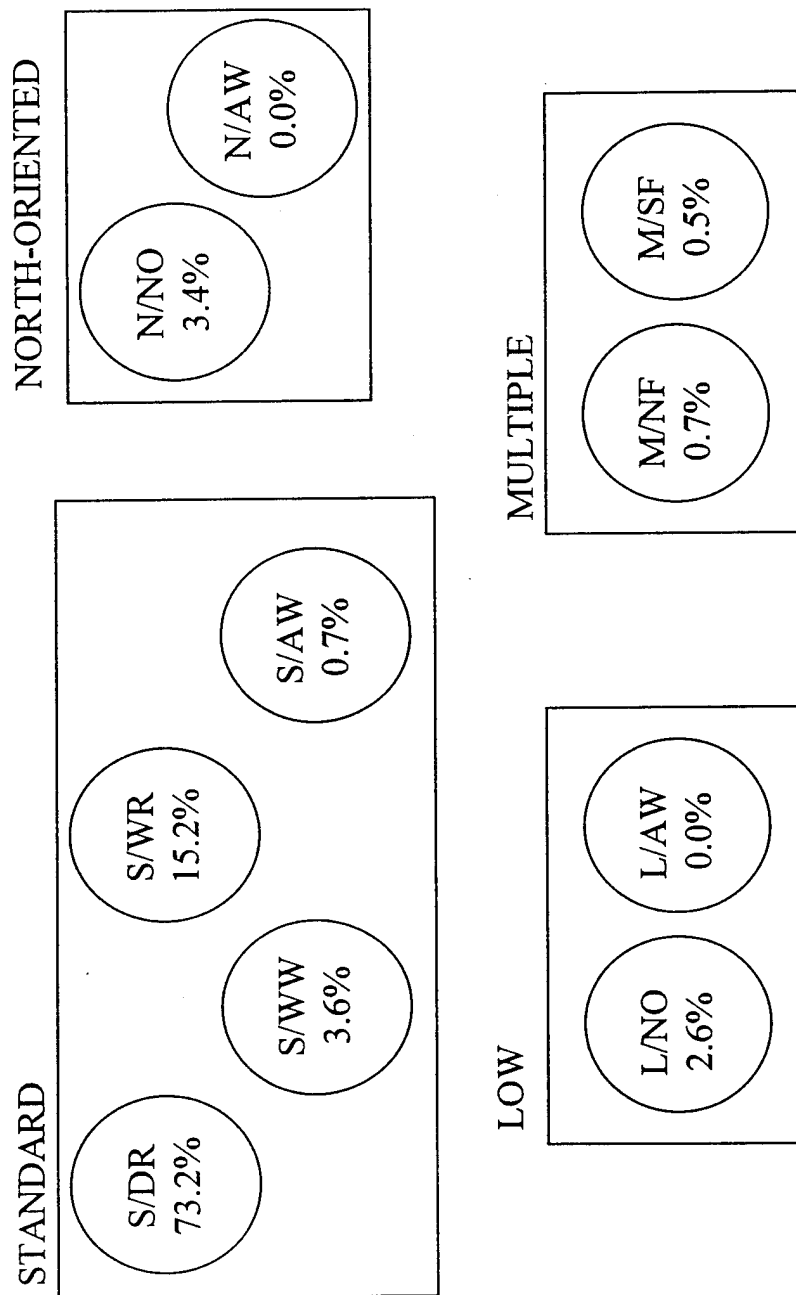 STANDARD
S/DR
73.2%
S/WW
3.6%
S/WR
15.2%
S/AW
0.7%
NORTH-ORIENTED
N/NO
3.4%
N/AW
0.0%
LOW
L/NO
2.6%
L/AW
0.0%
MULTIPLE
M/NF
0.7%
M/SF
0.5%